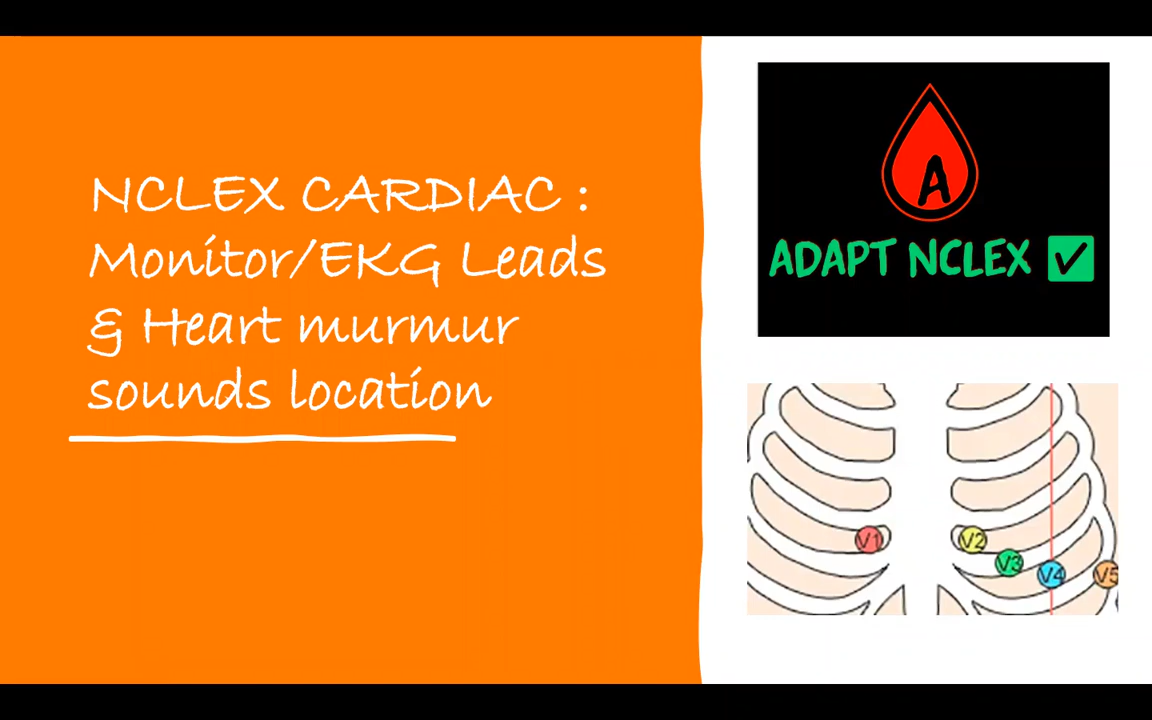 NCLEX CARDIAC :
Monitor/EKG Leads
& Heart murmur
sounds location
A
ADAPT NCLEX
V1
V2
V3
V4
V5